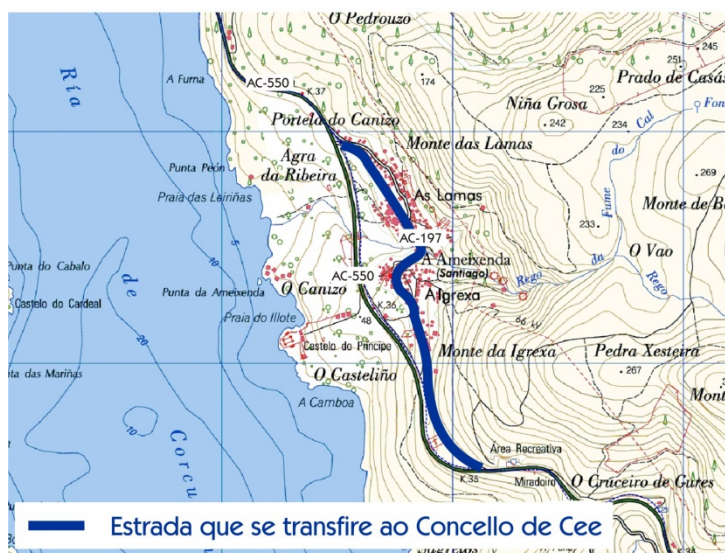 O Pedrouzo
A Furna
AC-550
K.37
174
251
245
Prado de Casás
225
Niña Grosa
242
234
Fon
Portela do Canizo
Monte das Lamas
Agra
da Ribeira
Ría
de
Corcu
Punta Peón
Praia das Leiriñas
As Lamas
AC-197
Fume do Cal
269
Monte de B
233
O Vao
Rego da
Rego
Punta do Cabalo
Castelo do Cardeal
10
5
Punta da Ameixenda
O Canizo
AC-550
A Ameixenda
(Santiago)
A Igrexa
K.36
48
66
Praia do Illote
Castelo do Príncipe
20
Monte da Igrexa
Pedra Xesteira
267
Mont
nta das Mariñas
O Casteliño
A Camboa
10
Área Recreativa
Miradoiro
K.35
O Cruceiro de Gures
Estrada que se transfire ao Concello de Cee